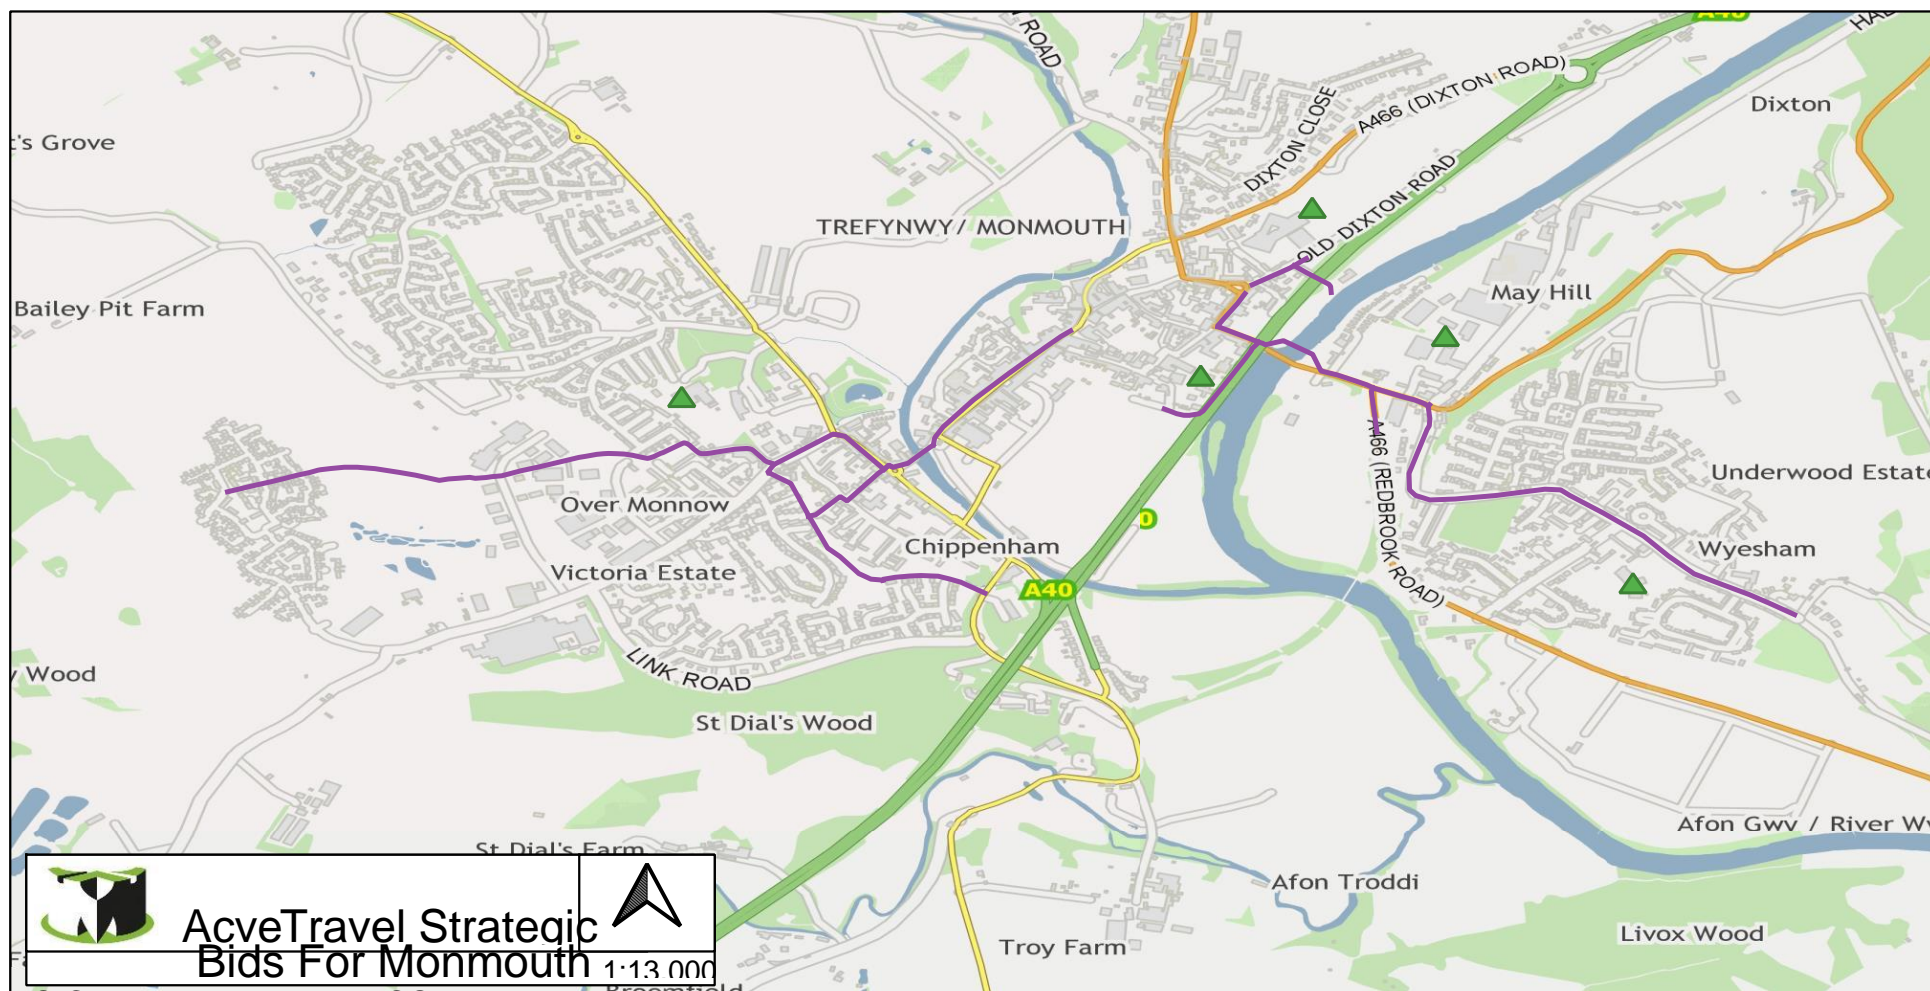 ROAD
A40
A466 (DIXTON ROAD)
Dixton
DIXTON CLOSE
t's Grove
OLD DIXTON ROAD
TREFYNWY/ MONMOUTH
May Hill
Bailey Pit Farm
A466 (REDBROOK ROAD)
Underwood Estate
Over Monnow
0
Chippenham
Wyesham
Victoria Estate
A40
LINK ROAD
y Wood
St Dial's Wood
Afon Gwy / River Wy
St Dial's Farm
Afon Troddi
AcveTravel Strategic
Bids For Monmouth
1:13,000
Livox Wood
Troy Farm
Broomfield